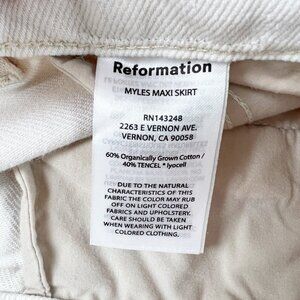 Reformation
MYLES MAXI SKIRT
RN143248
2263 E VERNON AVE.
VERNON, CA 90058
60% Organically Grown Cotton /
40% TENCEL * lyocell
DUE TO THE NATURAL
CHARACTERISTICS OF THIS
FABRIC THE COLOR MAY RUB
OFF ON LIGHT COLORED
FABRICS AND UPHOLSTERY.
CARE SHOULD BE TAKEN
WHEN WEARING WITH LIGHT
COLORED CLOTHING.